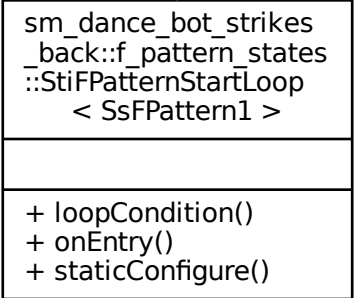 sm_dance_bot_strikes
_back::f_pattern_states
::StiFPatternStartLoop
< SsFPattern1 >
+ loopCondition()
+ onEntry()
+ staticConfigure()